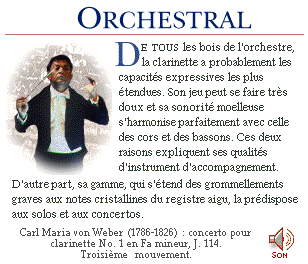 ORCHESTRAL
DE TOUS les bois de l'orchestre,
la clarinette a probablement les
capacités expressives les plus
étendues. Son jeu peut se faire très
doux et sa sonorité moelleuse
s'harmonise parfaitement avec celle
des cors et des bassons. Ces deux
raisons expliquent ses qualités
d'instrument d'accompagnement.
D'autre part, sa gamme, qui s'étend des grommellements
graves aux notes cristallines du registre aigu, la prédispose
aux solos et aux concertos.
Carl Maria von Weber (1786-1826) : concerto pour
clarinette No. 1 en Fa mineur, J. 114.
Troisième mouvement.
SON